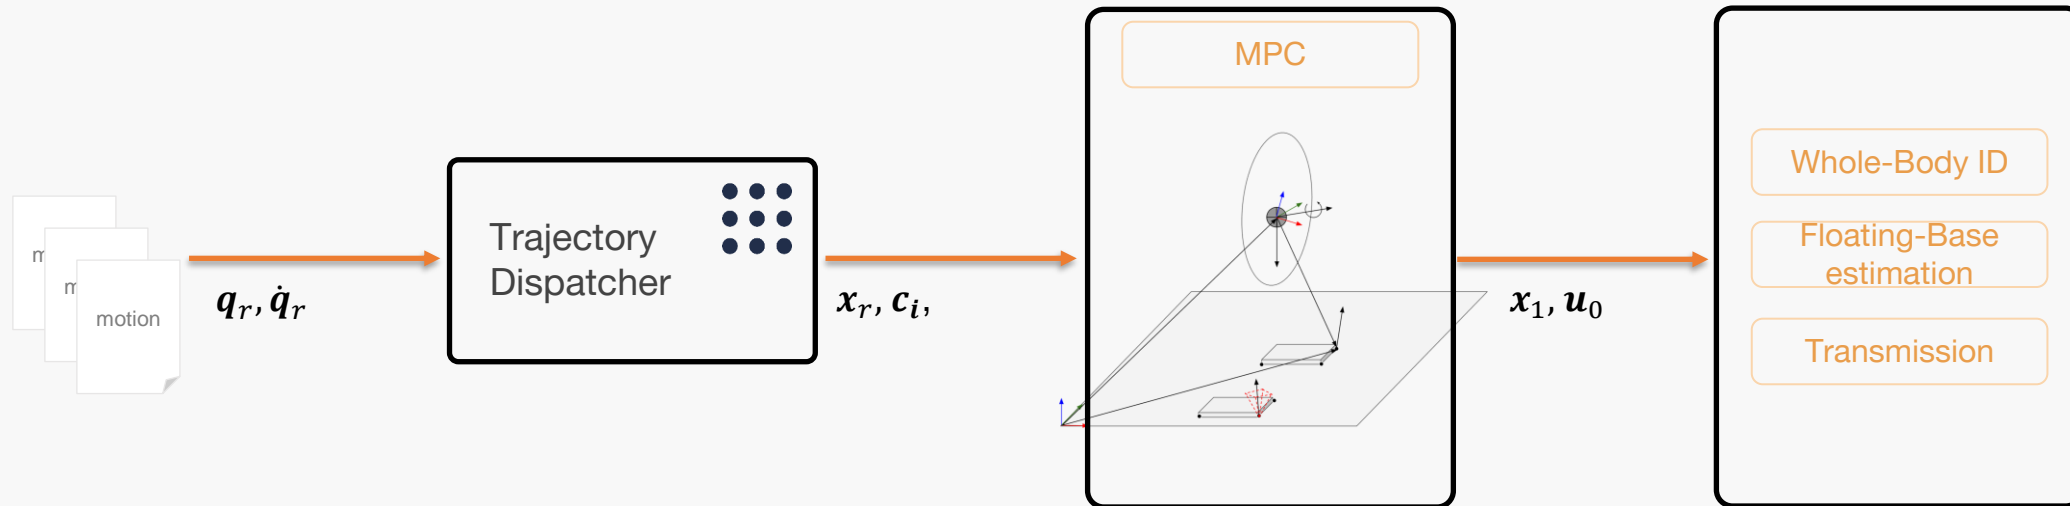 m
m
motion
q_r, q̇_r
Trajectory
Dispatcher
x_r, c_i,
MPC
x_1, u_0
Whole-Body ID
Floating-Base
estimation
Transmission